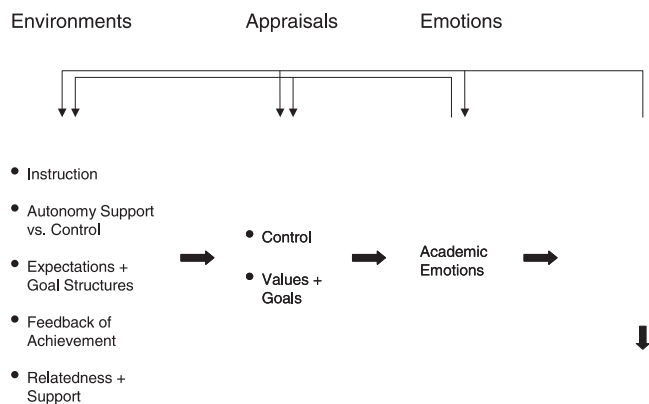 Environments
Appraisals
Emotions
• Instruction
• Autonomy Support
vs. Control
• Expectations +
Goal Structures
• Feedback of
Achievement
• Relatedness +
Support
• Control
• Values +
Goals
Academic
Emotions